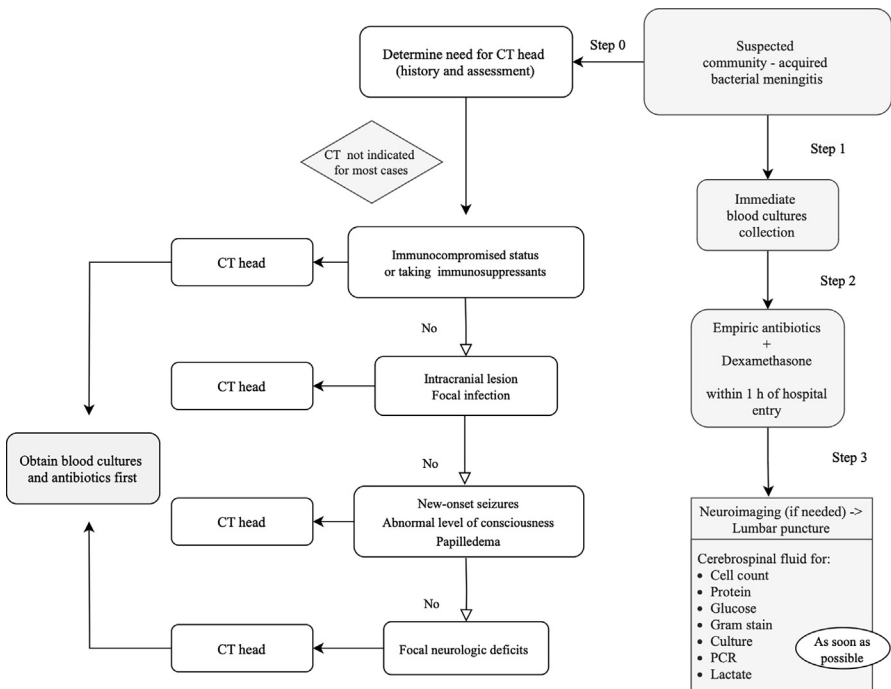 Determine need for CT head
(history and assessment)
Step 0
Suspected
community - acquired
bacterial meningitis
CT not indicated
for most cases
Step 1
Immediate
blood cultures
collection
CT head
Immunocompromised status
or taking immunosuppressants
Step 2
No
Empiric antibiotics
+
Dexamethasone
within 1 h of hospital
entry
CT head
Intracranial lesion
Focal infection
Obtain blood cultures
and antibiotics first
No
Step 3
CT head
New-onset seizures
Abnormal level of consciousness
Papilledema
Neuroimaging (if needed) ->
Lumbar puncture
Cerebrospinal fluid for:
• Cell count
• Protein
• Glucose
• Gram stain
• Culture
• PCR
• Lactate
As soon as
possible
No
CT head
Focal neurologic deficits